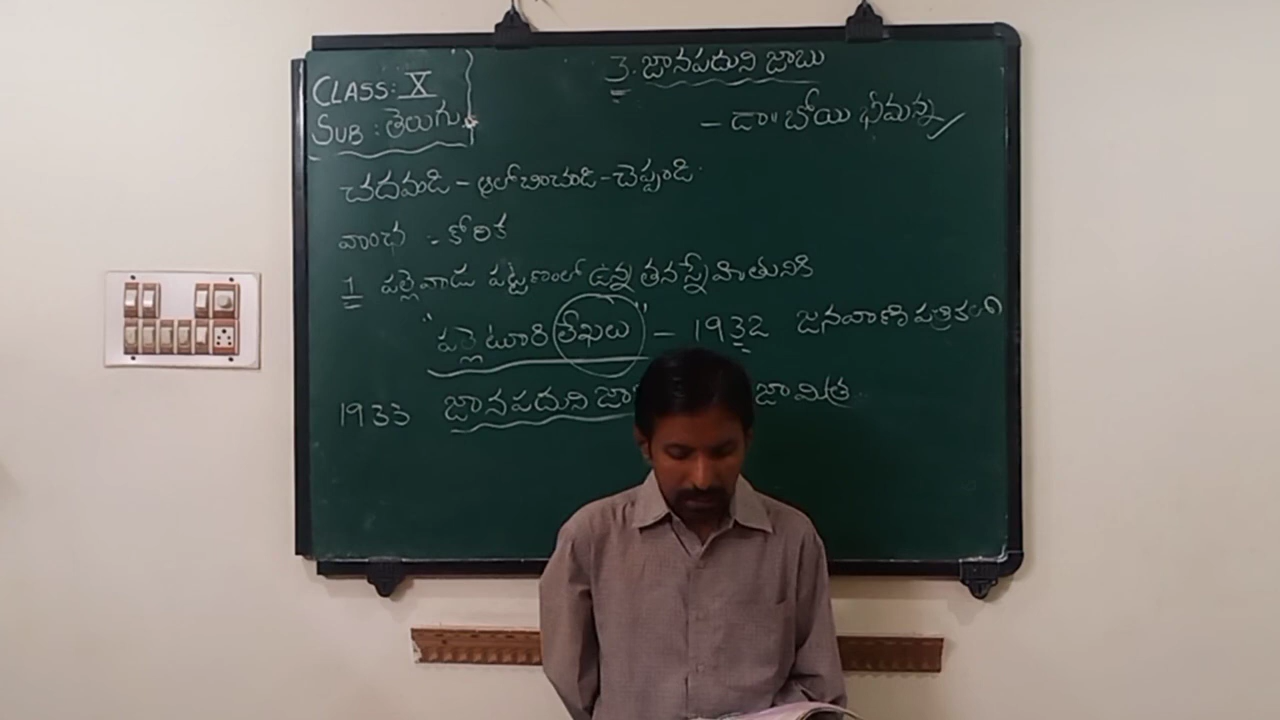 CLASS: X
SUB : తెలుగు
3. జానపదుని జాబు
- డా" బోయి భీమన్న
చదవండి - ఆలోచించండి - చెప్పండి.
వాంఛ - కోరిక
1 పల్లెవాడు పట్టణంలో ఉన్న తనస్నేహితునికి
"పల్లెటూరి లేఖలు" - 1932 జనవాణి పత్రికలో
1933 జానపదుని జా